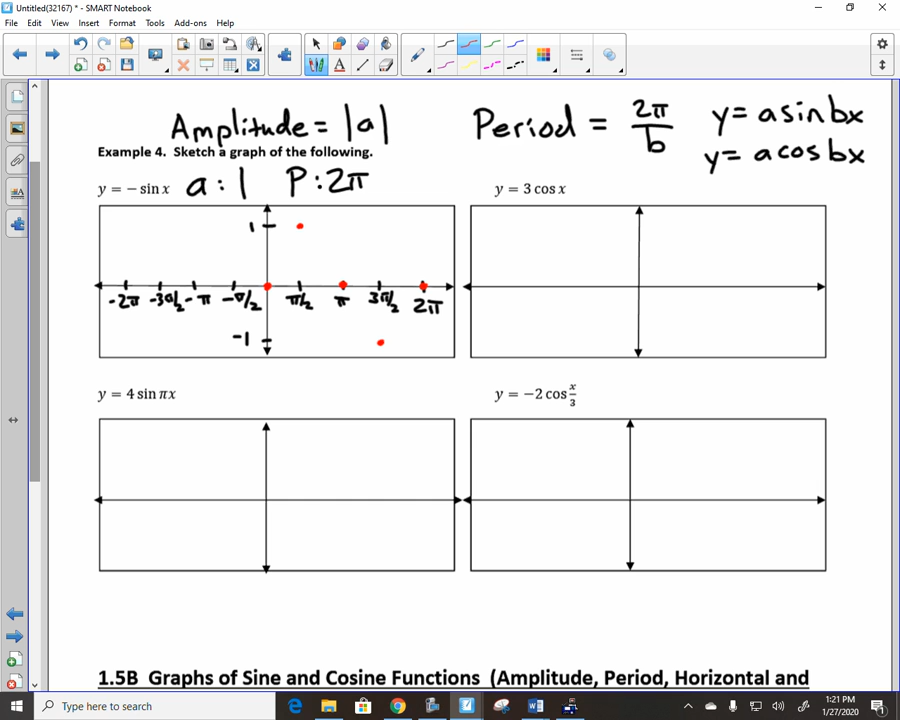 Untitled(32167) * - SMART Notebook
File Edit View Insert Format Tools Add-ons Help
Amplitude = |a| Period = 2π/b y = a sin bx
y = a cos bx
Example 4. Sketch a graph of the following.
y = − sin x a : 1 P : 2π y = 3 cos x
1
-2π -3π/2 -π -π/2 π/2 π 3π/2 2π
-1
y = 4 sin πx y = −2 cos x/3
1.5B Graphs of Sine and Cosine Functions (Amplitude, Period, Horizontal and
Type here to search
1:21 PM
1/27/2020
1